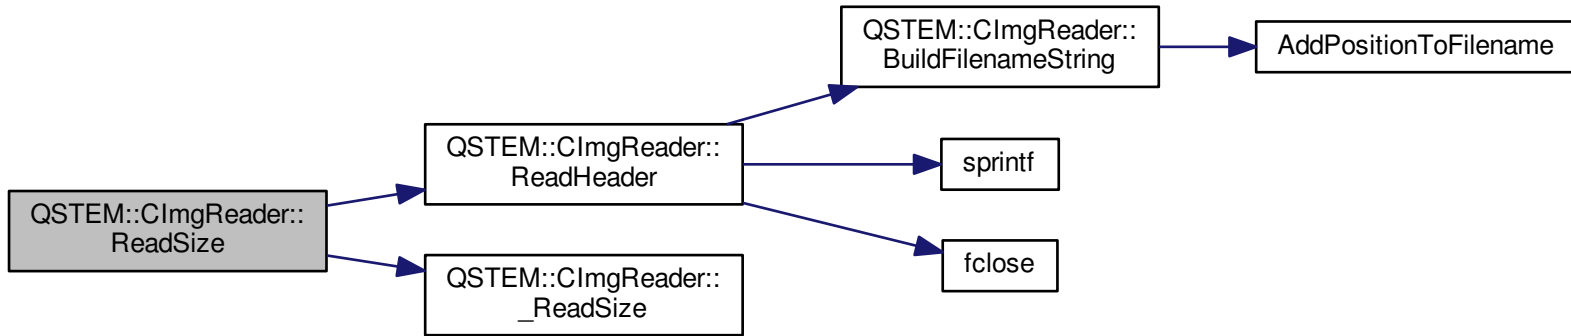 QSTEM::CImgReader::
ReadSize
QSTEM::CImgReader::
ReadHeader
QSTEM::CImgReader::
_ReadSize
QSTEM::CImgReader::
BuildFilenameString
sprintf
fclose
AddPositionToFilename